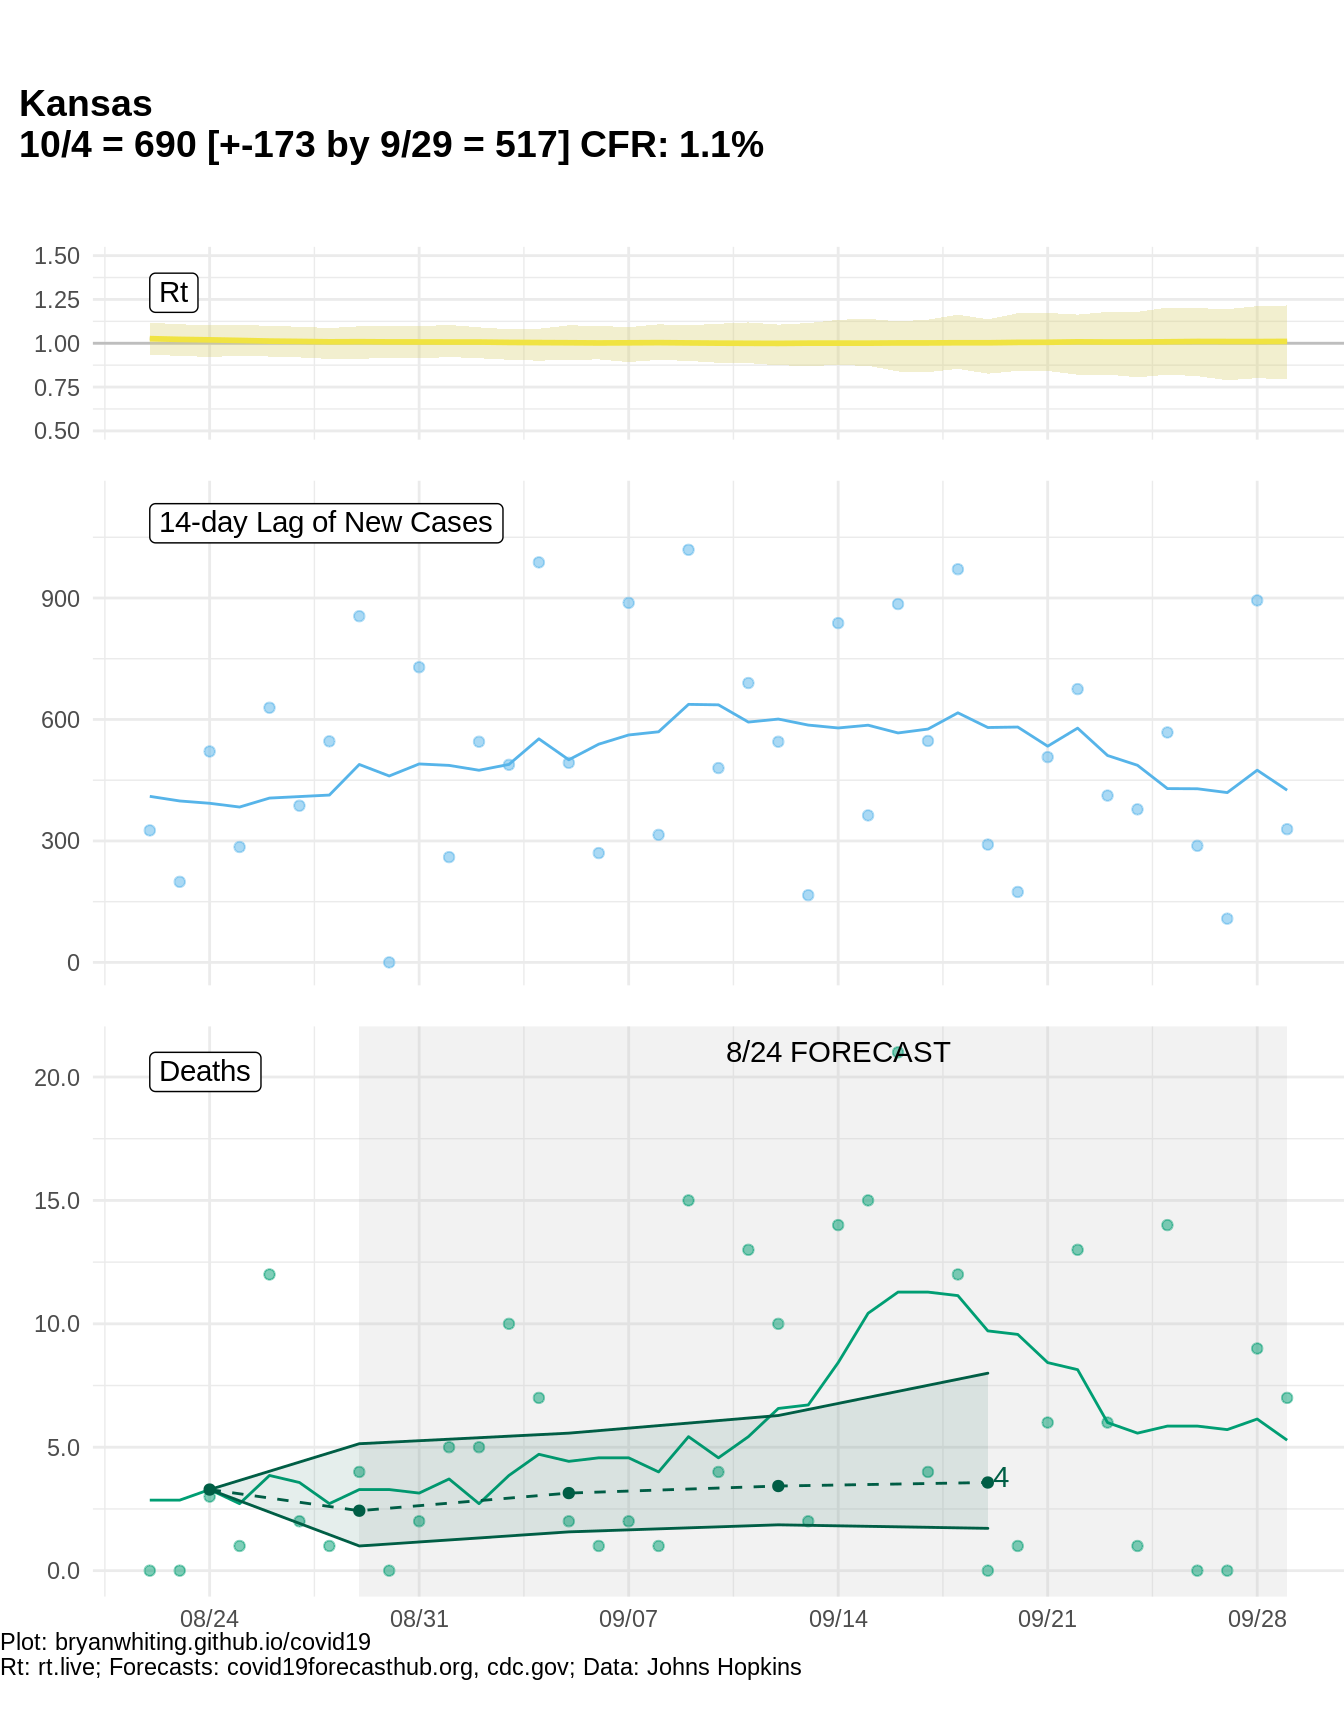 Kansas
10/4 = 690 [+-173 by 9/29 = 517] CFR: 1.1%
1.50
Rt
1.25
1.00
0.75
0.50
14-day Lag of New Cases
900
600
300
0
8/24 FORECAST
Deaths
20.0
15.0
10.0
5.0
4
0.0
08/24 08/31 09/07 09/14 09/21 09/28
Plot: bryanwhiting.github.io/covid19
Rt: rt.live; Forecasts: covid19forecasthub.org, cdc.gov; Data: Johns Hopkins